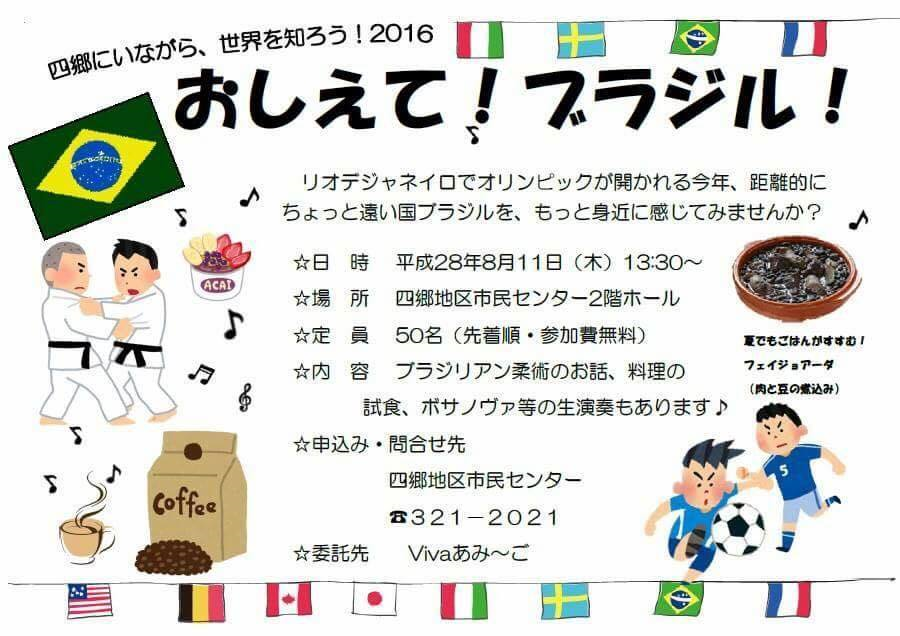 四郷にいながら、世界を知ろう！2016
おしえて！ブラジル！
リオデジャネイロでオリンピックが開かれる今年、距離的に
ちょっと遠い国ブラジルを、もっと身近に感じてみませんか？
☆日　時　平成28年8月11日（木）13:30～
☆場　所　四郷地区市民センター2階ホール
☆定　員　50名（先着順・参加費無料）
☆内　容　ブラジリアン柔術のお話、料理の
試食、ボサノヴァ等の生演奏もあります♪
☆申込み・問合せ先
四郷地区市民センター
☎３２１－２０２１
☆委託先　Vivaあみ～ご
ACAI
夏でもごはんがすすむ！
フェイジョアーダ
（肉と豆の煮込み）
Coffee
5